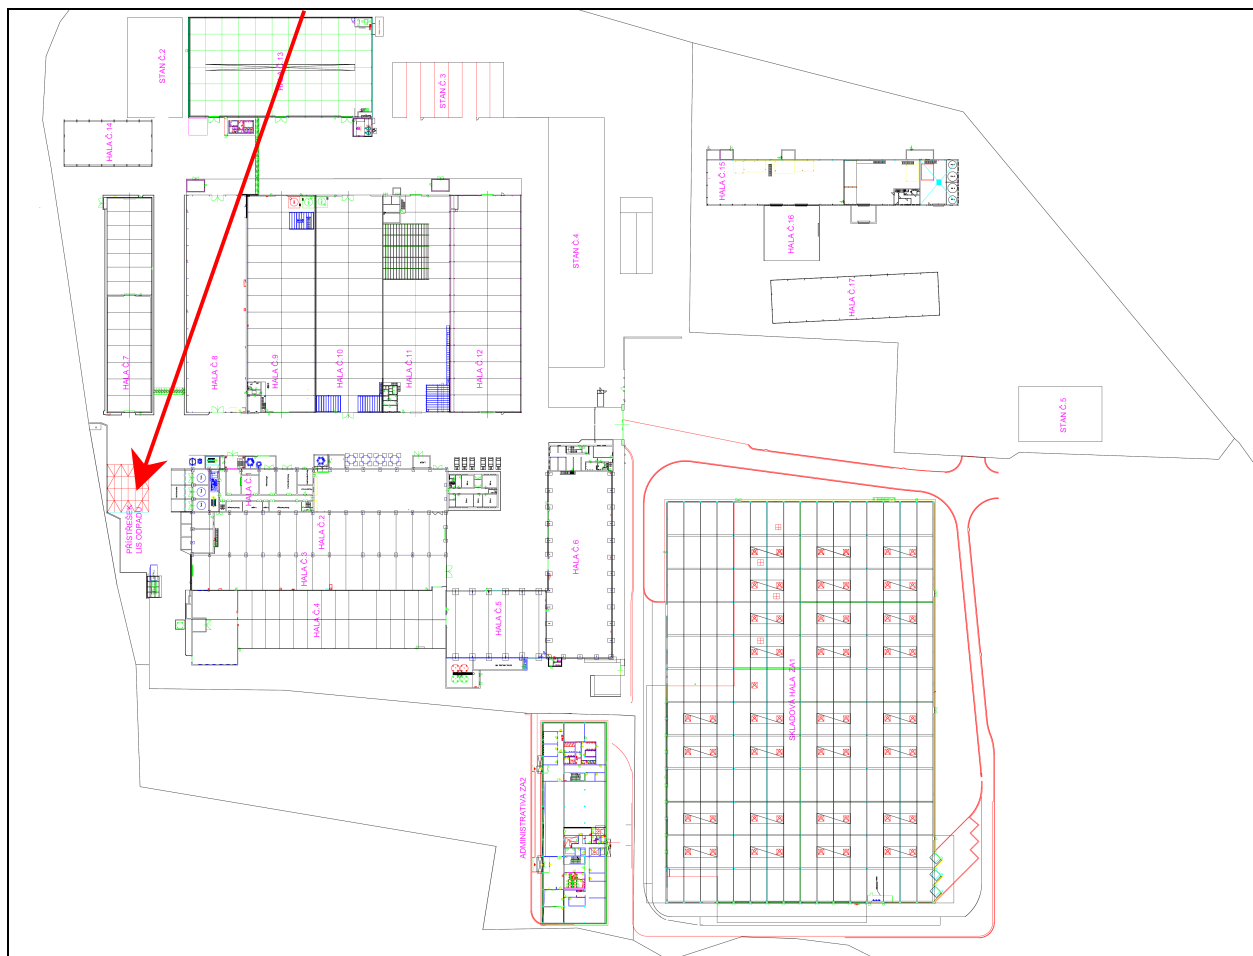 STAN Č.2
HALA Č.13
STAN Č.3
HALA Č.14
HALA Č.15
HALA Č.16
STAN Č.4
HALA Č.17
HALA Č.7
HALA Č.8
HALA Č.9
HALA Č.10
HALA Č.11
HALA Č.12
STAN Č.5
PŘÍSTŘEŠEK
LIS ODPADU
HALA Č.2
HALA Č.3
HALA Č.4
HALA Č.5
HALA Č.6
SKLADOVÁ HALA ZA1
ADMINISTRATIVA ZA2